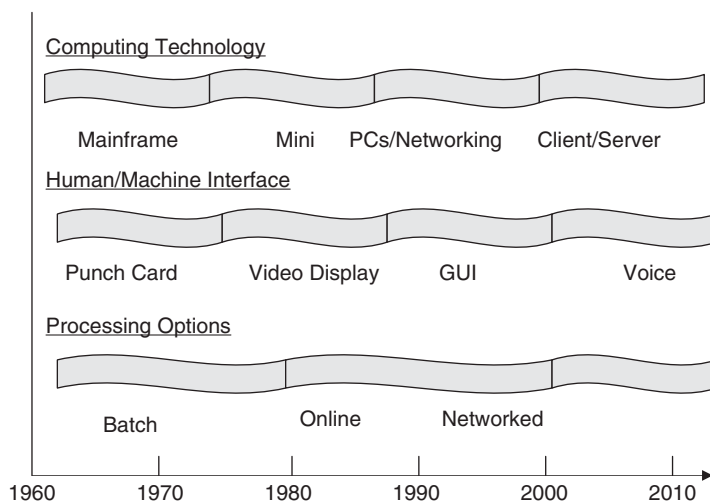 Computing Technology
Mainframe Mini PCs/Networking Client/Server
Human/Machine Interface
Punch Card Video Display GUI Voice
Processing Options
Batch Online Networked
1960 1970 1980 1990 2000 2010